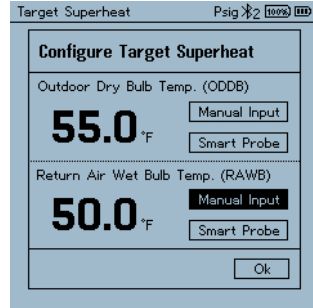 Target Superheat Psig 2 100%
Configure Target Superheat
Outdoor Dry Bulb Temp. (ODDB)
55.0 °F
Manual Input
Smart Probe
Return Air Wet Bulb Temp. (RAWB)
50.0 °F
Manual Input
Smart Probe
Ok